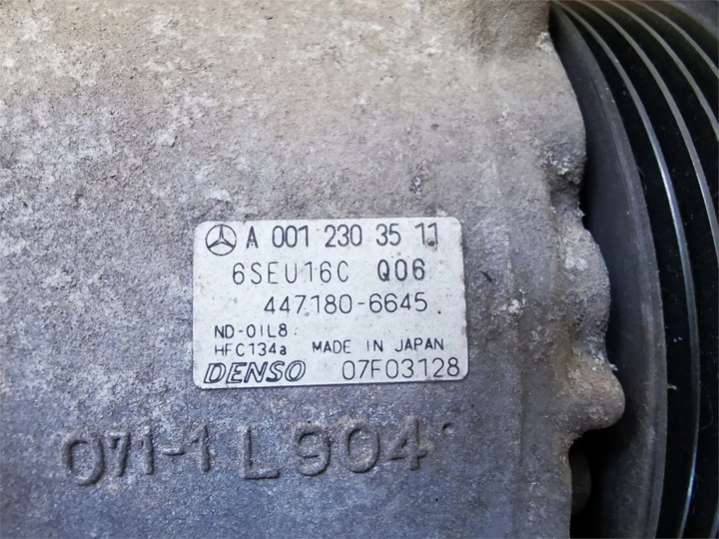 A 001 230 35 11
6SEU16C Q06
447180-6645
ND-OIL8
HFC134a MADE IN JAPAN
DENSO 07F03128
071-1 L904